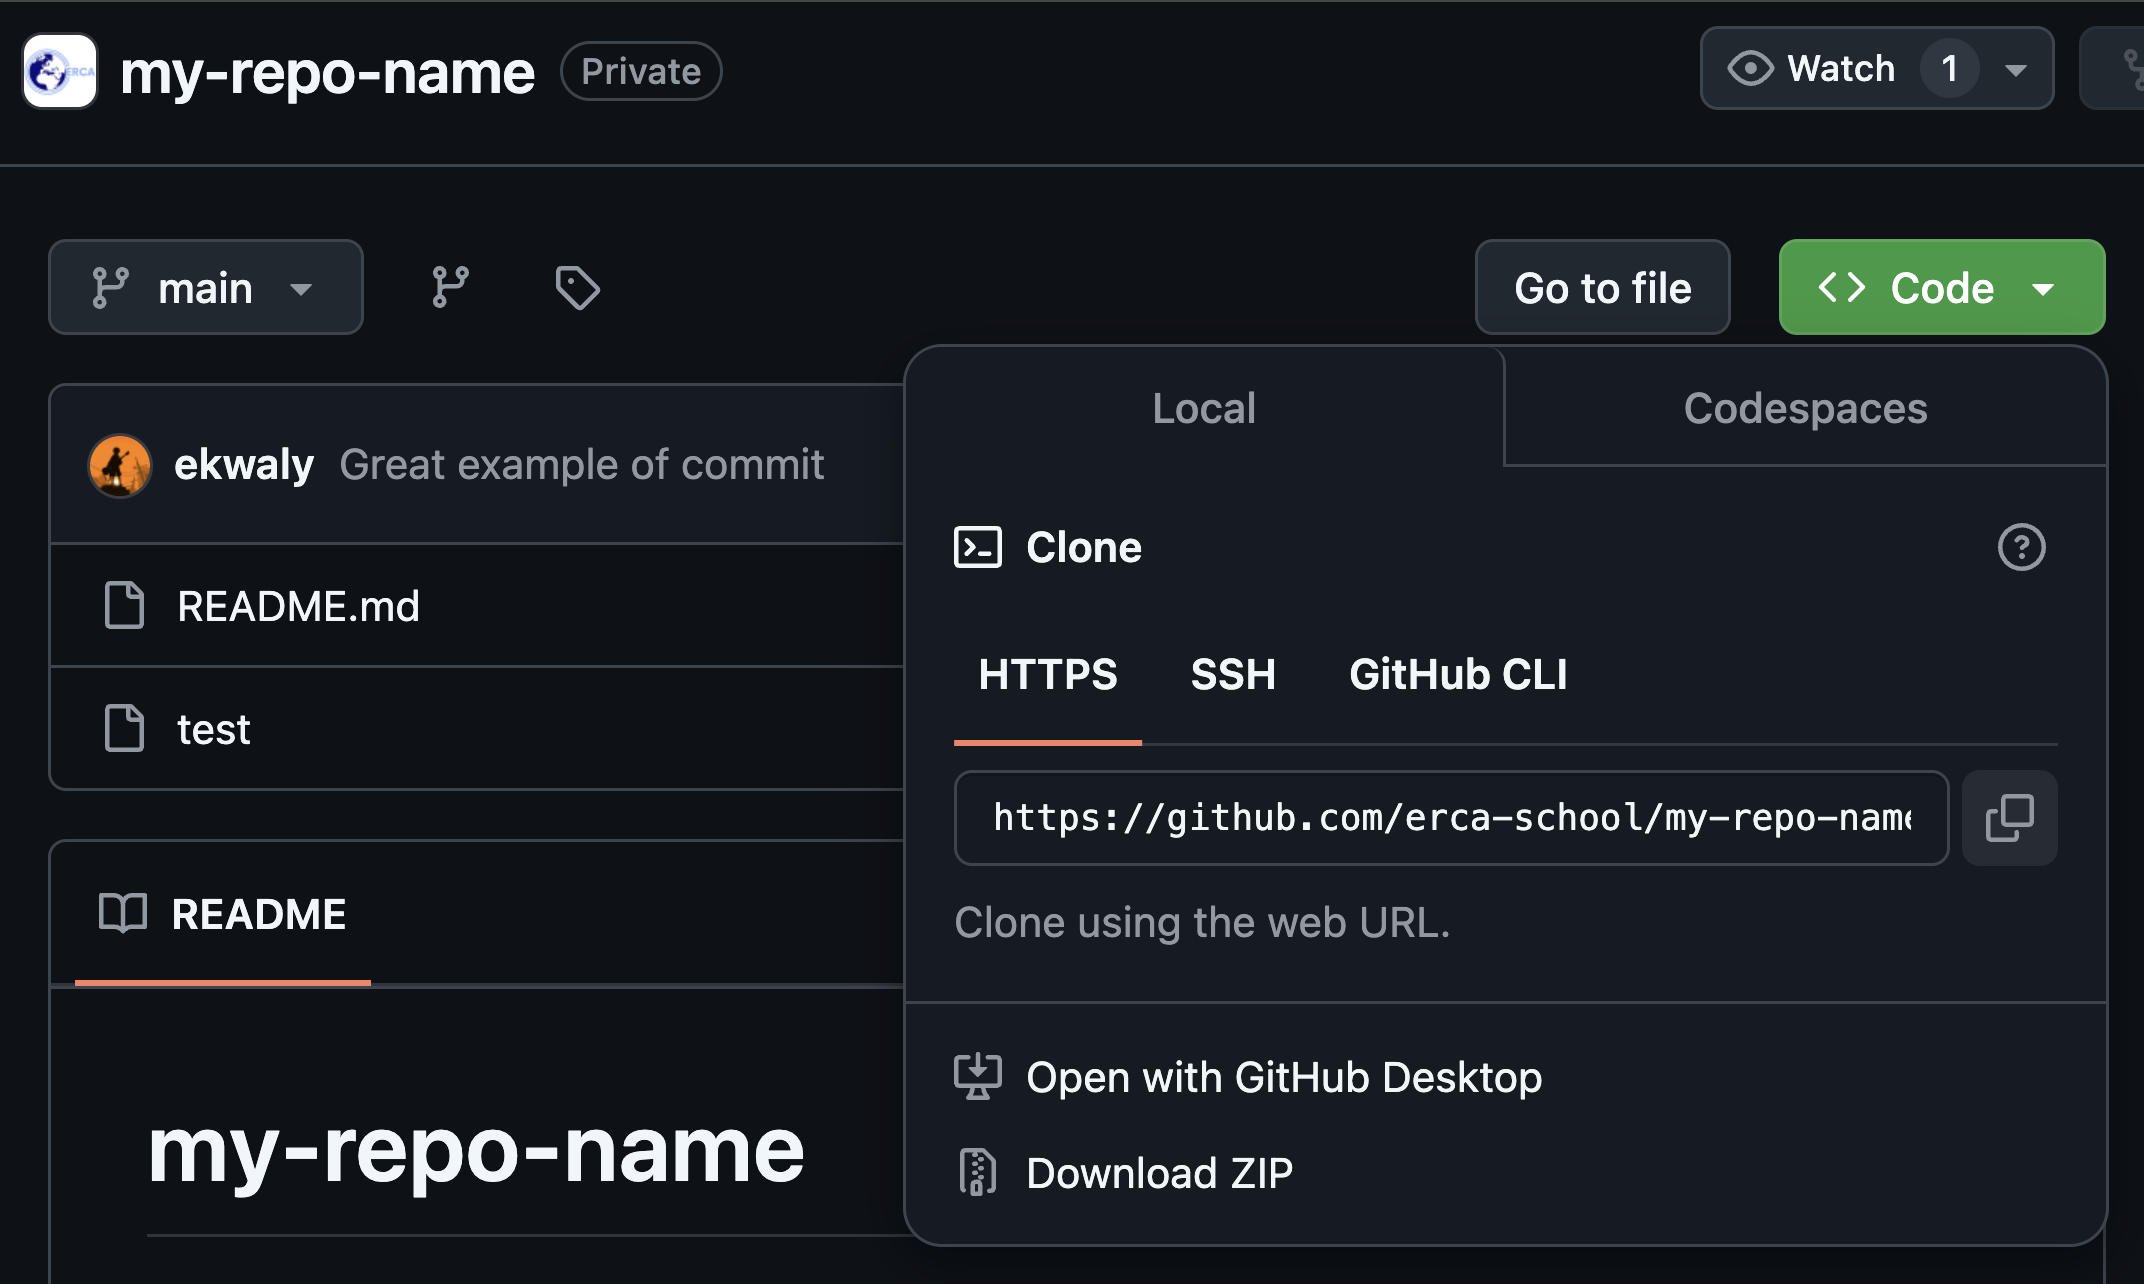 ERCA
my-repo-name Private
Watch 1
main
Go to file
Code
Local
Codespaces
ekwaly Great example of commit
Clone
README.md
HTTPS SSH GitHub CLI
test
https://github.com/erca-school/my-repo-name
Clone using the web URL.
README
Open with GitHub Desktop
my-repo-name
Download ZIP